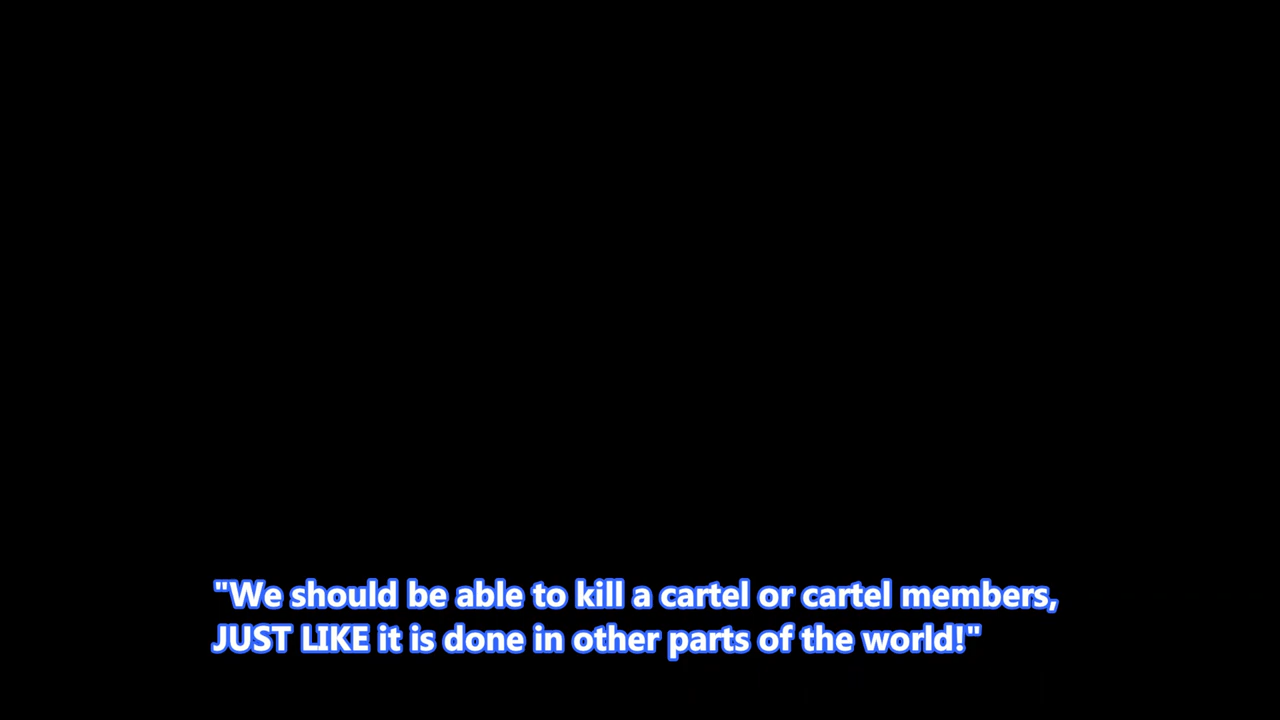 "We should be able to kill a cartel or cartel members,
JUST LIKE it is done in other parts of the world!"